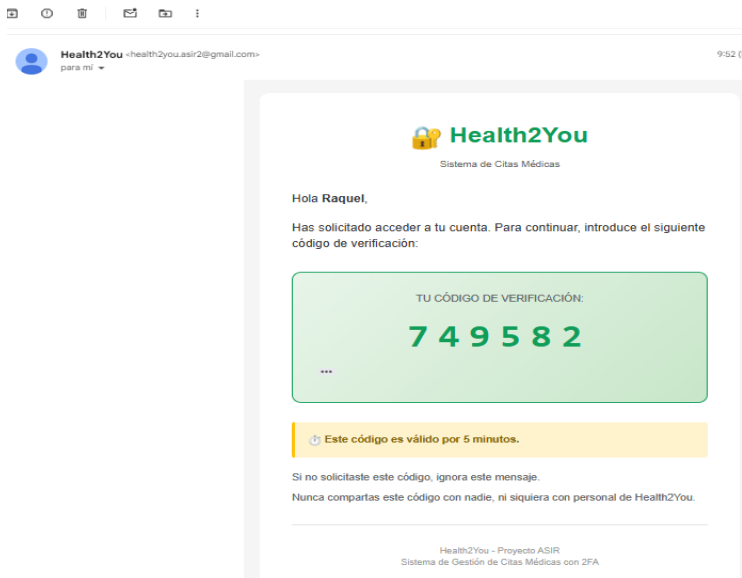 Health2You <health2you.asir2@gmail.com>
9:52
para mí
Health2You
Sistema de Citas Médicas
Hola Raquel,
Has solicitado acceder a tu cuenta. Para continuar, introduce el siguiente
código de verificación:
TU CÓDIGO DE VERIFICACIÓN:
749582
Este código es válido por 5 minutos.
Si no solicitaste este código, ignora este mensaje.
Nunca compartas este código con nadie, ni siquiera con personal de Health2You.
Health2You - Proyecto ASIR
Sistema de Gestión de Citas Médicas con 2FA